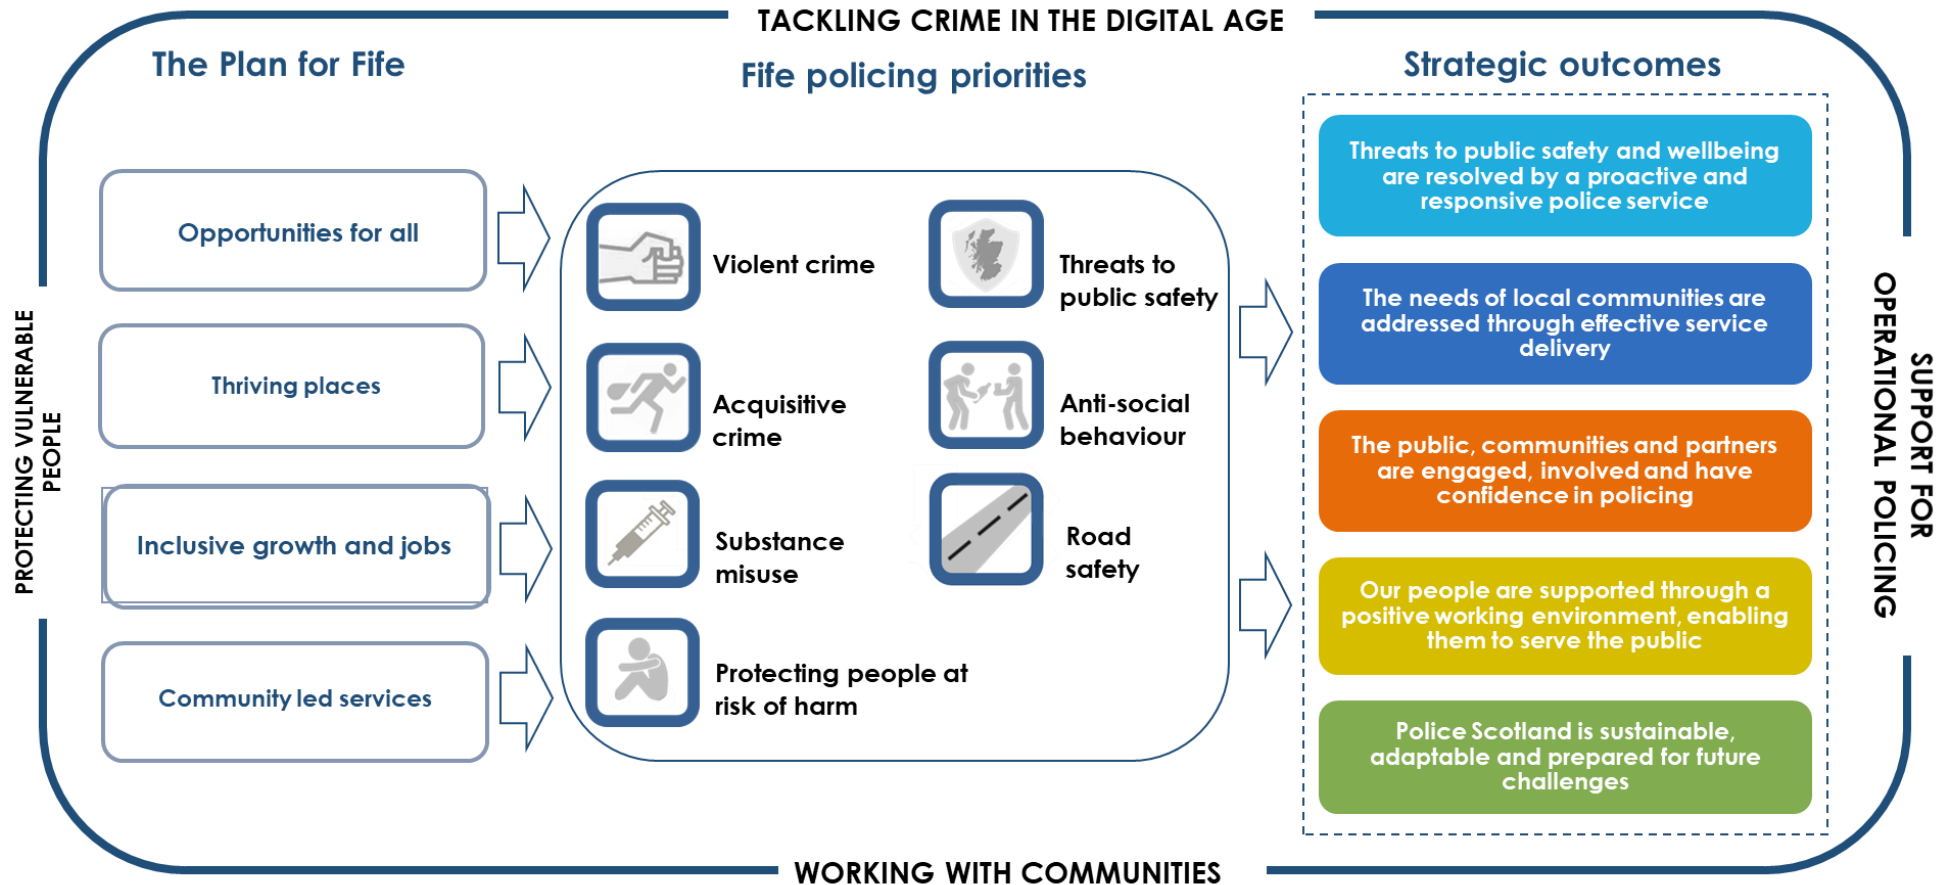 TACKLING CRIME IN THE DIGITAL AGE
The Plan for Fife
Fife policing priorities
Strategic outcomes
PROTECTING VULNERABLE
PEOPLE
Opportunities for all
Thriving places
Inclusive growth and jobs
Community led services
Violent crime
Acquisitive
crime
Substance
misuse
Protecting people at
risk of harm
Threats to
public safety
Anti-social
behaviour
Road
safety
Threats to public safety and wellbeing
are resolved by a proactive and
responsive police service
The needs of local communities are
addressed through effective service
delivery
The public, communities and partners
are engaged, involved and have
confidence in policing
Our people are supported through a
positive working environment, enabling
them to serve the public
Police Scotland is sustainable,
adaptable and prepared for future
challenges
SUPPORT FOR
OPERATIONAL POLICING
WORKING WITH COMMUNITIES